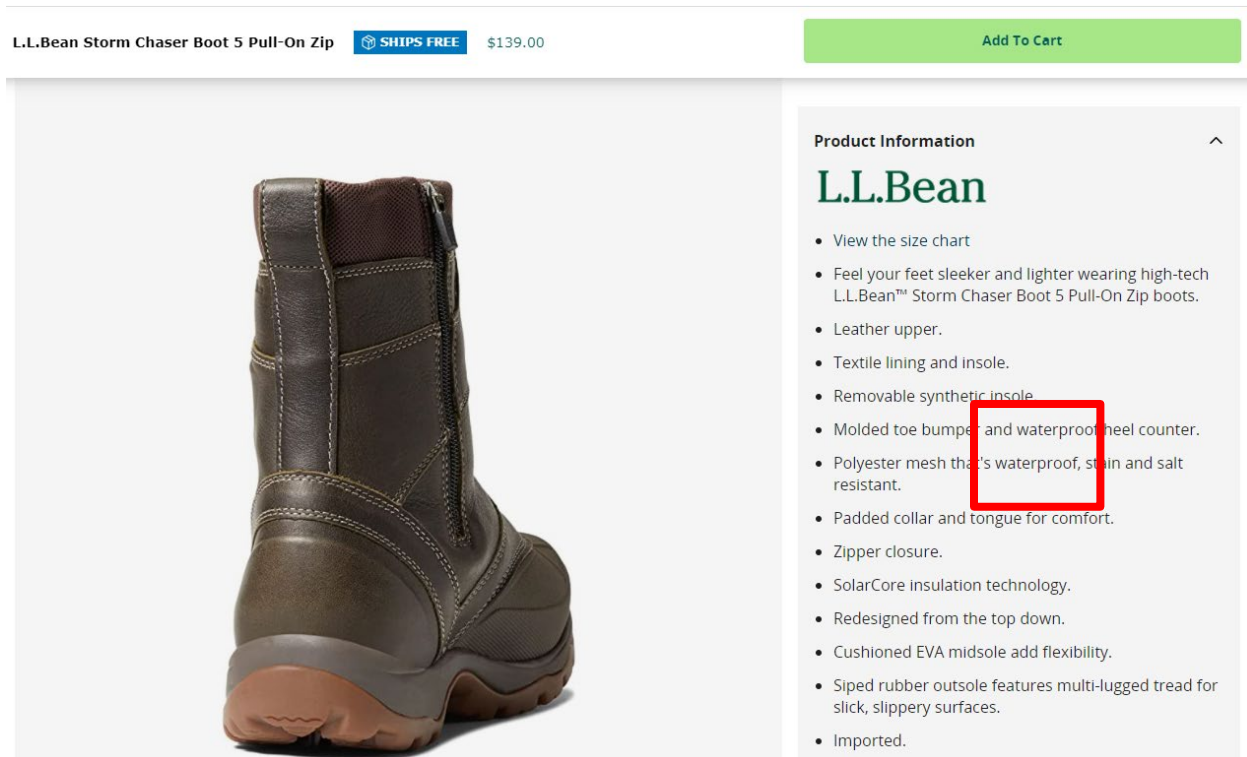 L.L.Bean Storm Chaser Boot 5 Pull-On Zip SHIPS FREE $139.00
Add To Cart
Product Information
L.L.Bean
• View the size chart
• Feel your feet sleeker and lighter wearing high-tech
L.L.Bean™ Storm Chaser Boot 5 Pull-On Zip boots.
• Leather upper.
• Textile lining and insole.
• Removable synthetic insole.
• Molded toe bumper and waterproof heel counter.
• Polyester mesh that's waterproof, stain and salt
resistant.
• Padded collar and tongue for comfort.
• Zipper closure.
• SolarCore insulation technology.
• Redesigned from the top down.
• Cushioned EVA midsole add flexibility.
• Siped rubber outsole features multi-lugged tread for
slick, slippery surfaces.
• Imported.